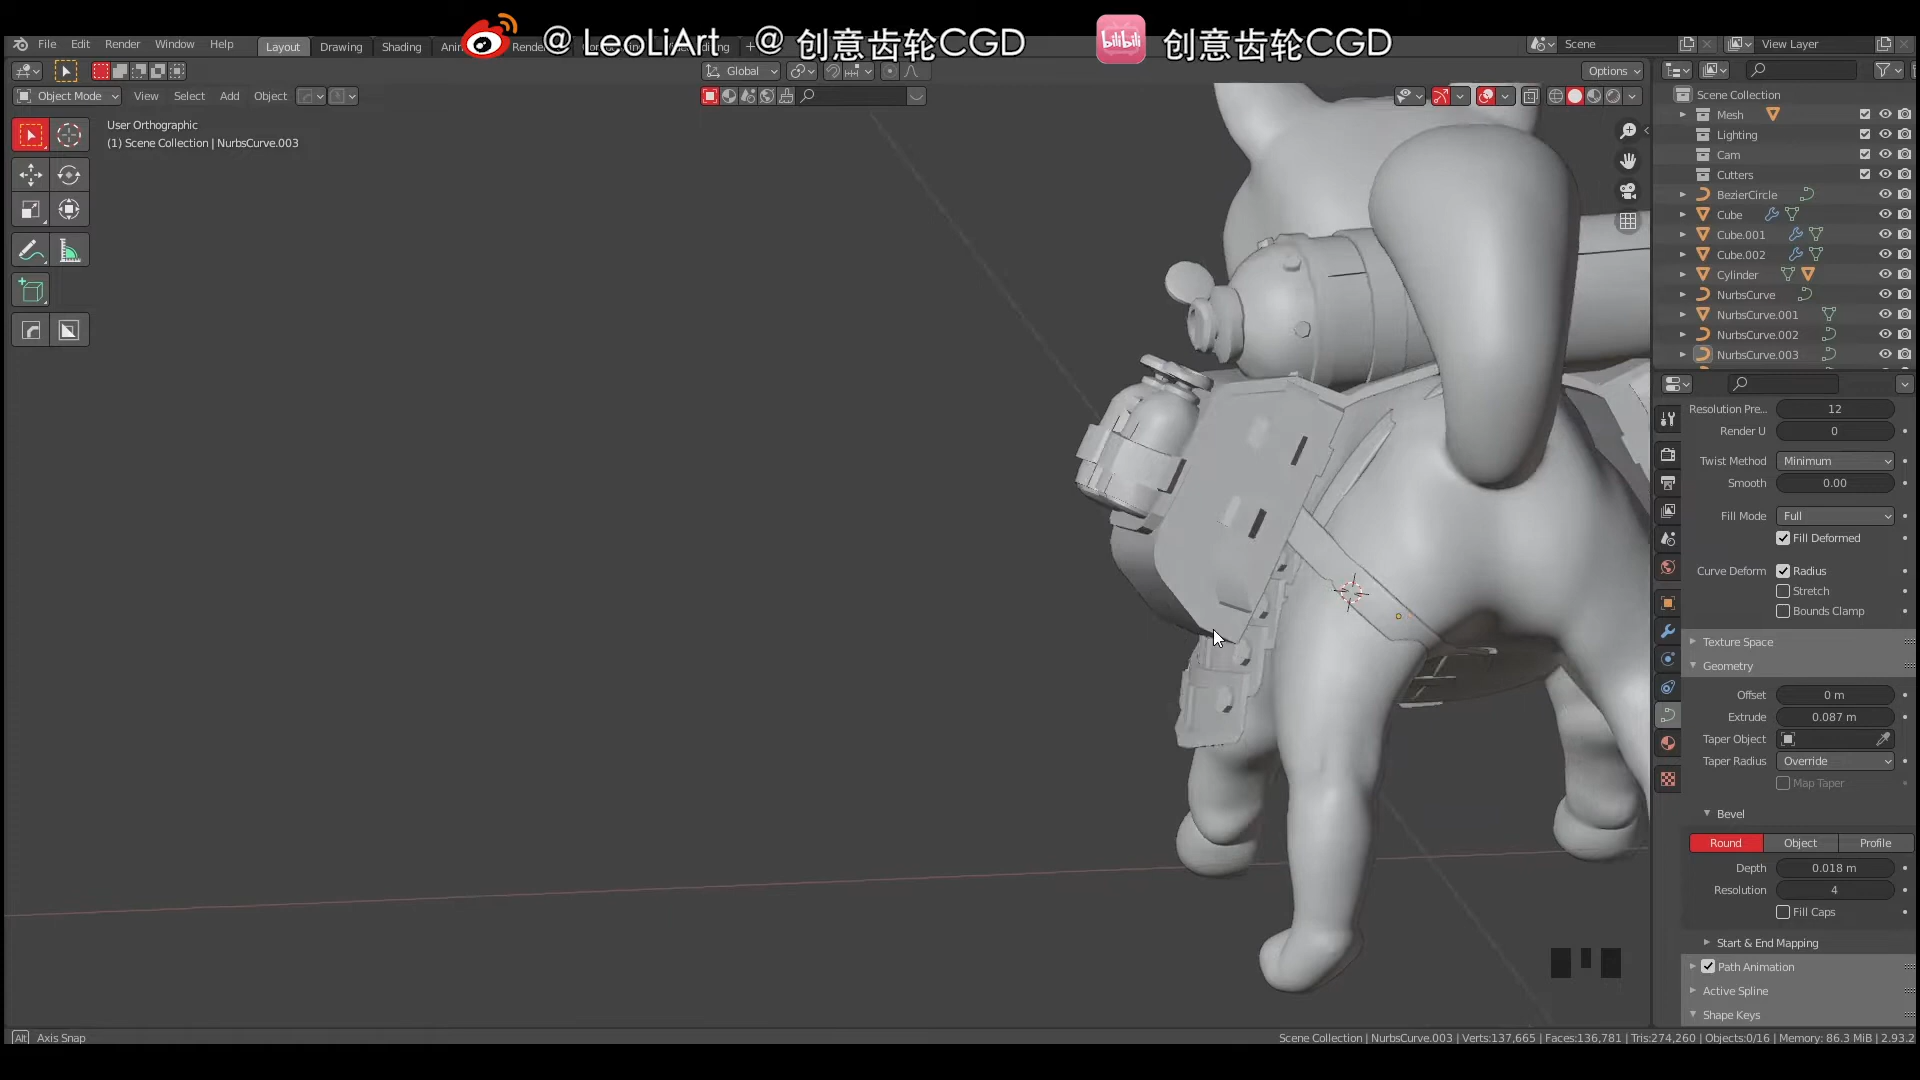 @ LeoLiArt @ 创意齿轮CGD
bilibili 创意齿轮CGD
File Edit Render Window Help Layout Drawing Shading
Scene View Layer
Global Options
Object Mode View Select Add Object
User Orthographic
(1) Scene Collection | NurbsCurve.003
Scene Collection
Mesh
Lighting
Cam
Cutters
BezierCircle
Cube
Cube.001
Cube.002
Cylinder
NurbsCurve
NurbsCurve.001
NurbsCurve.002
NurbsCurve.003
Resolution Pre... 12
Render U 0
Twist Method Minimum
Smooth 0.00
Fill Mode Full
Fill Deformed
Curve Deform Radius
Stretch
Bounds Clamp
Texture Space
Geometry
Offset 0 m
Extrude 0.087 m
Taper Object
Taper Radius Override
Map Taper
Bevel
Round Object Profile
Depth 0.018 m
Resolution 4
Fill Caps
Start & End Mapping
Path Animation
Active Spline
Shape Keys
Alt Axis Snap
Scene Collection | NurbsCurve.003 | Verts:137,665 | Faces:136,781 | Tris:274,260 | Objects:0/16 | Memory: 86.3 MiB | 2.93.2